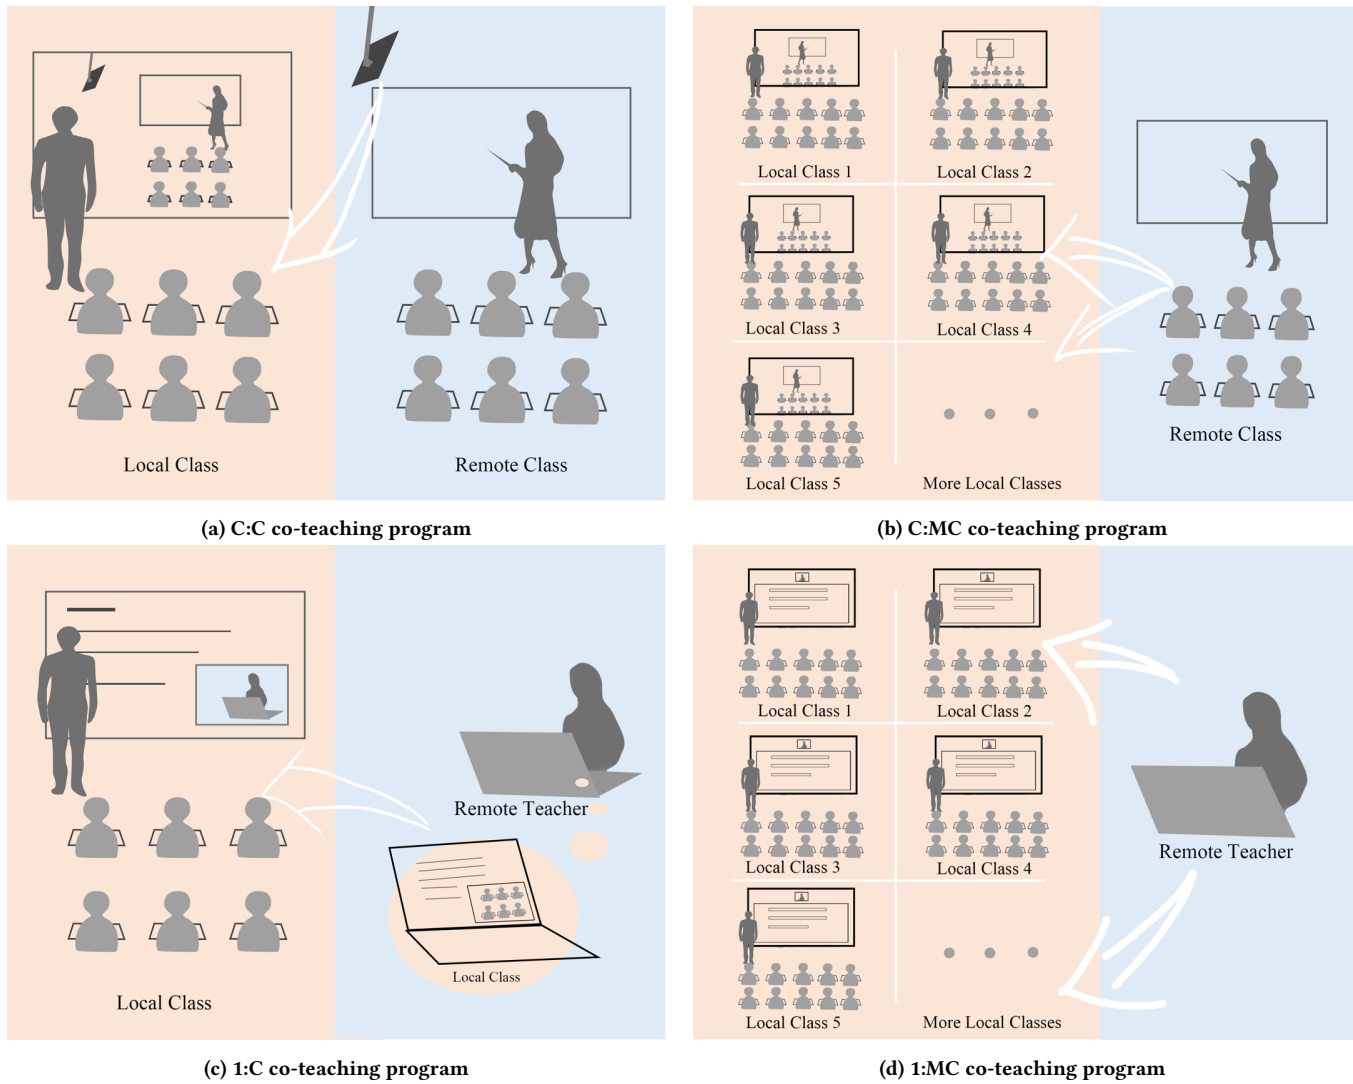 Local Class
Remote Class
(a) C:C co-teaching program
Local Class 1
Local Class 2
Local Class 3
Local Class 4
Local Class 5
More Local Classes
Remote Class
(b) C:MC co-teaching program
Remote Teacher
Local Class
Local Class
(c) 1:C co-teaching program
Local Class 1
Local Class 2
Local Class 3
Local Class 4
Local Class 5
More Local Classes
Remote Teacher
(d) 1:MC co-teaching program